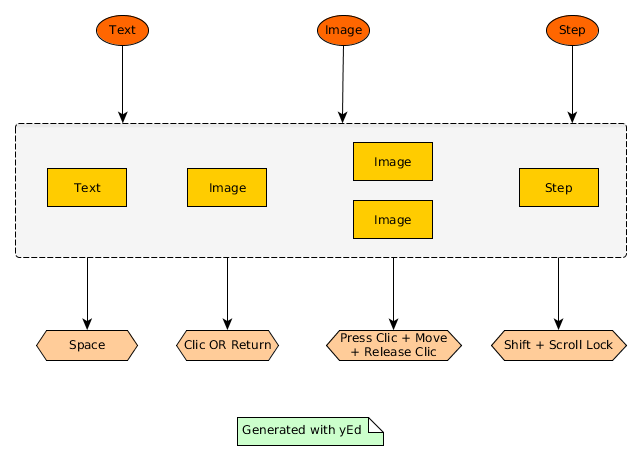 Text
Image
Step
Text
Image
Image
Image
Step
Space
Clic OR Return
Press Clic + Move
+ Release Clic
Shift + Scroll Lock
Generated with yEd